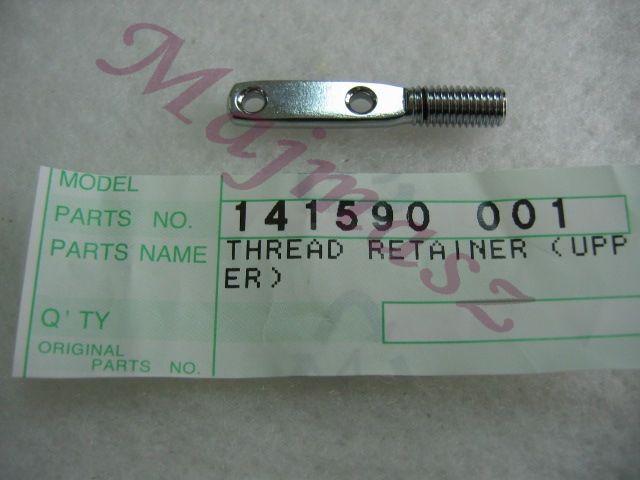 Majmasz
MODEL
PARTS NO. 141590 001
PARTS NAME THREAD RETAINER (UPP
ER)
Q'TY
ORIGINAL
PARTS NO.